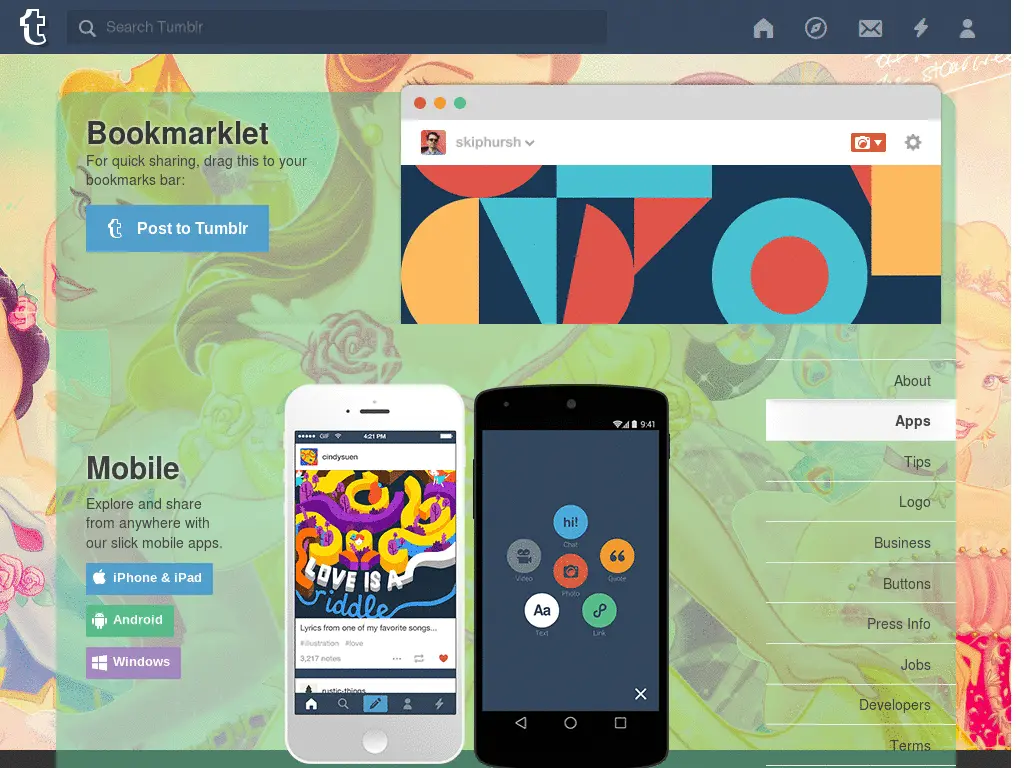 Search Tumblr
Bookmarklet
For quick sharing, drag this to your
bookmarks bar:
Post to Tumblr
skiphursh
About
Apps
Tips
Logo
Business
Buttons
Press Info
Jobs
Developers
Terms
Mobile
Explore and share
from anywhere with
our slick mobile apps.
iPhone & iPad
Android
Windows
GIF
4:21 PM
cindysuen
LOVE IS A
riddle
Lyrics from one of my favorite songs...
#illustration #love
3,217 notes
rustic-things
9:41
hi!
Chat
Video
Quote
Photo
Aa
Text
Link